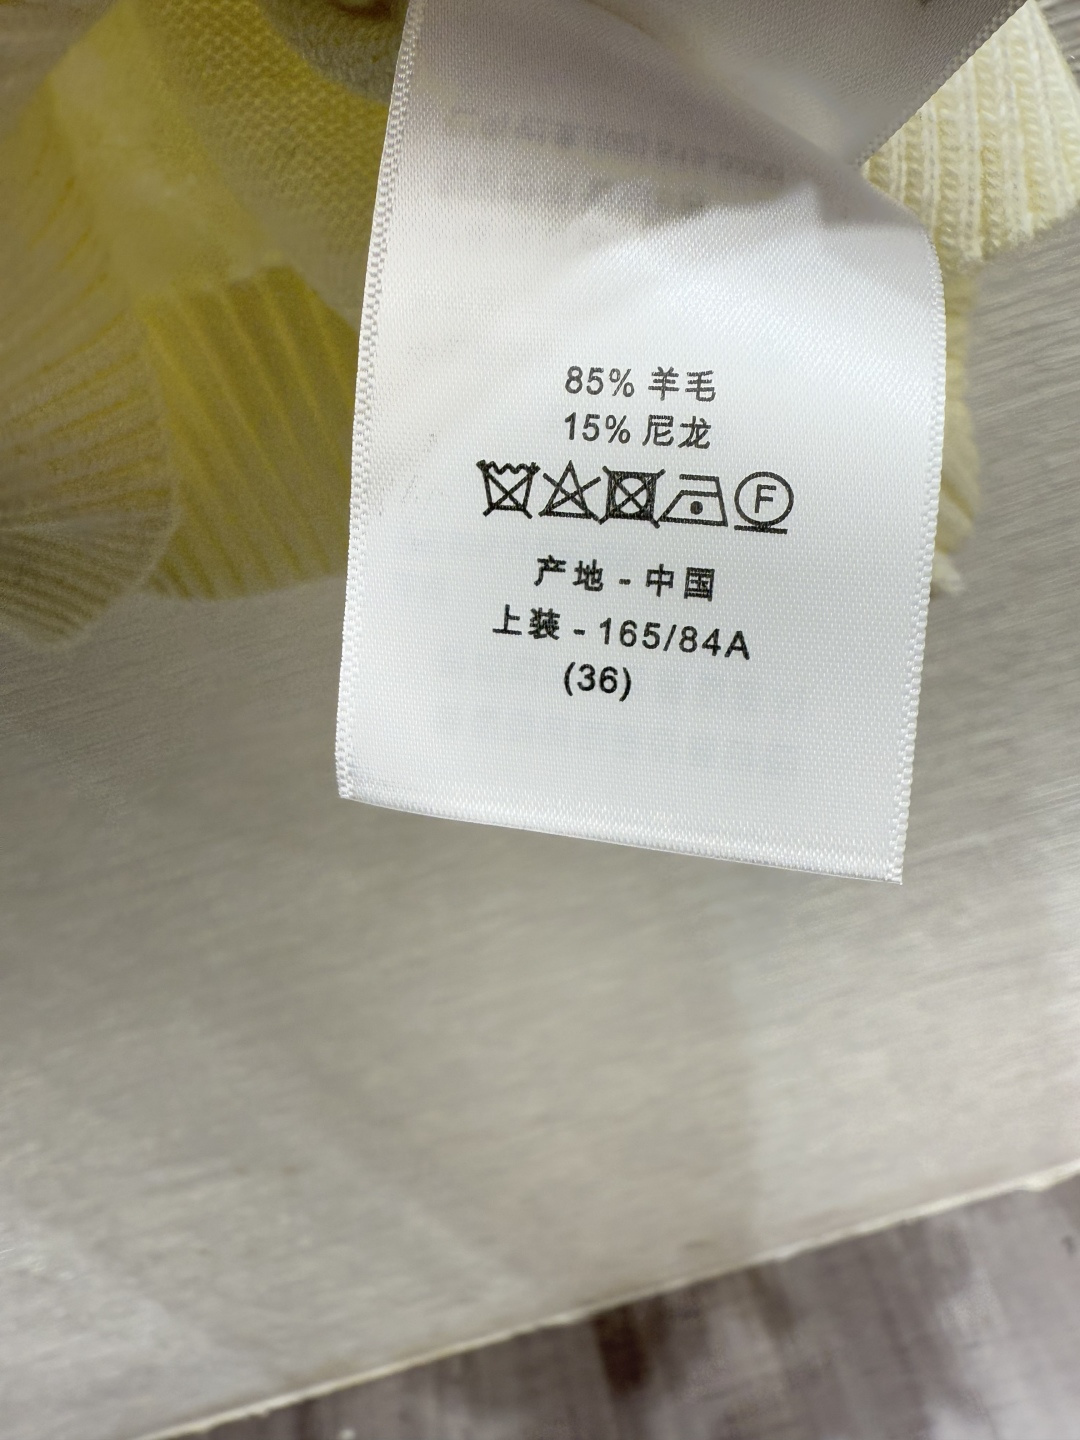 85% 羊毛
15% 尼龙
F
产地 - 中国
上装 - 165/84A
(36)